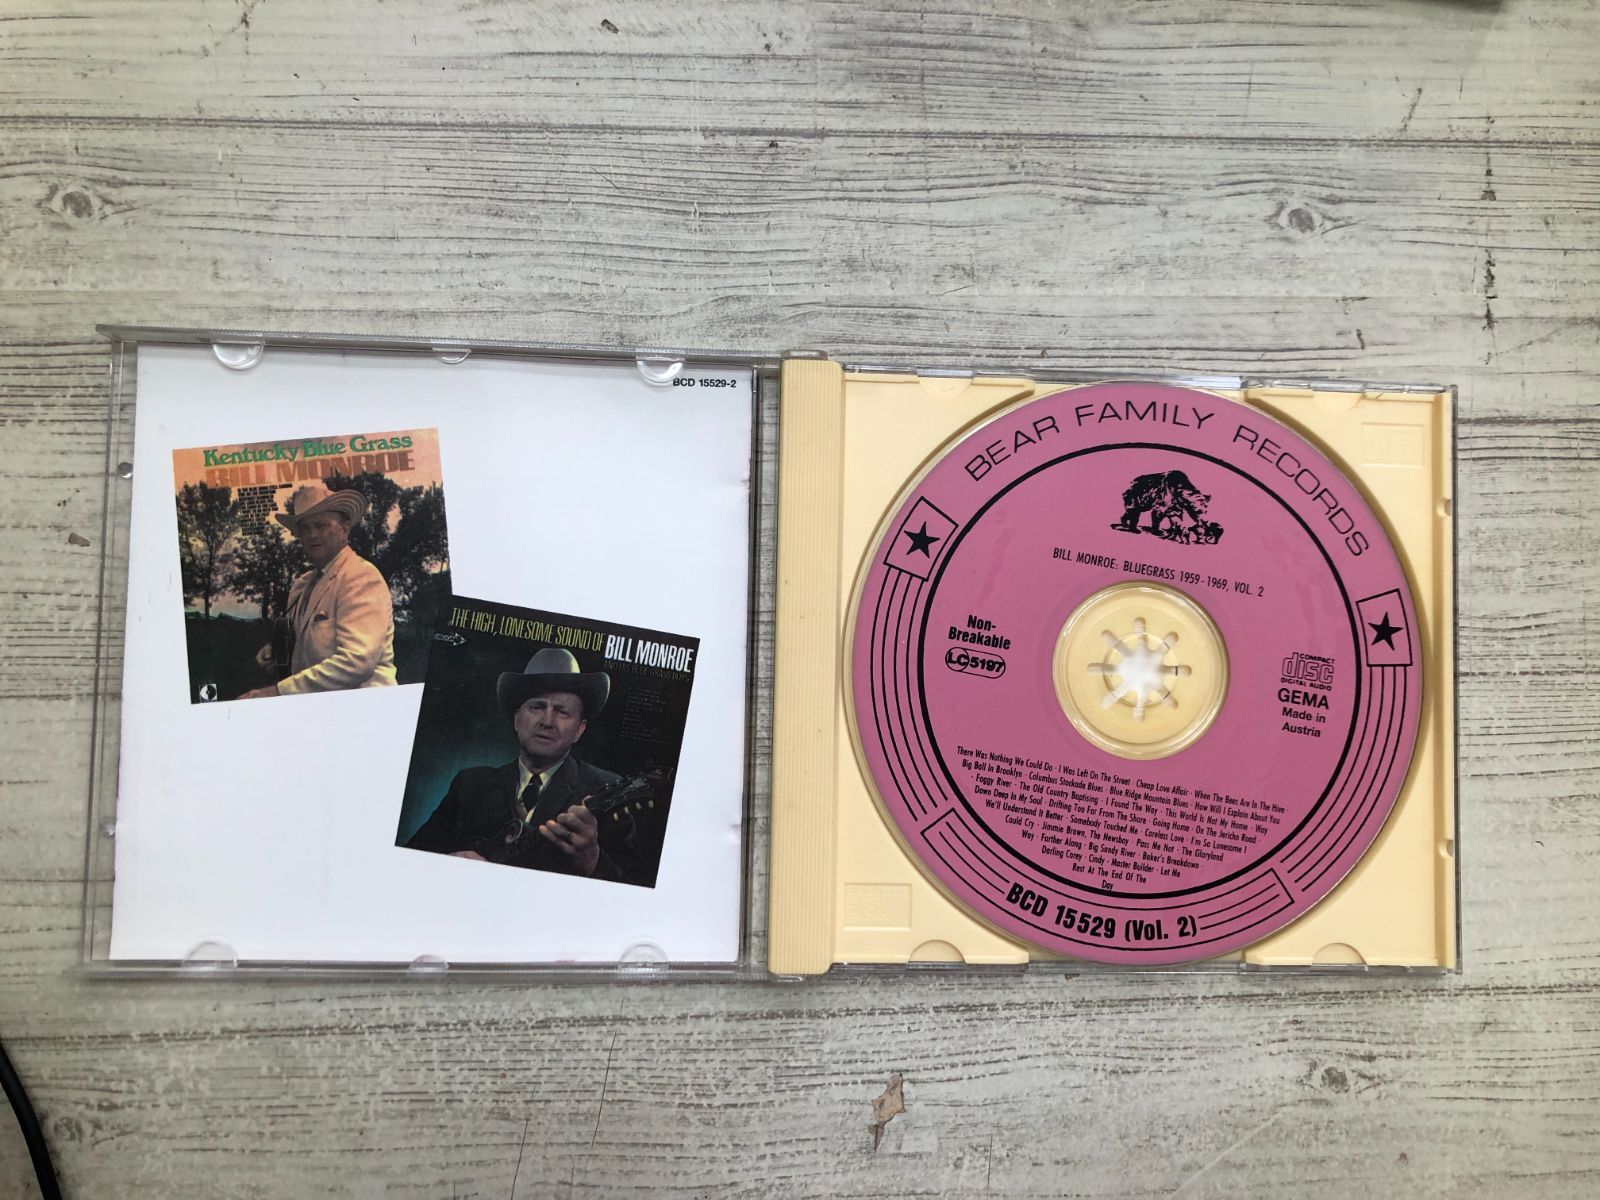 BCD 15529-2
Kentucky Blue Grass
BILL MONROE
THE HIGH, LONESOME SOUND OF BILL MONROE
AND HIS BLUE GRASS BOYS
BEAR FAMILY RECORDS
BILL MONROE: BLUEGRASS 1959-1969, VOL. 2
Non-
Breakable
LC 5197
COMPACT
disc
DIGITAL AUDIO
GEMA
Made in
Austria
There Was Nothing We Could Do · I Was Left On The Street · Cheap Love Affair · When The Bees Are In The Hive ·
Big Ball In Brooklyn · Columbus Stockade Blues · Blue Ridge Mountain Blues · How Will I Explain About You
· Foggy River · The Old Country Baptising · I Found The Way · This World Is Not My Home · Way
Down Deep In My Soul · Drifting Too Far From The Shore · Going Home · On The Jericho Road ·
We'll Understand It Better · Somebody Touched Me · Careless Love · I'm So Lonesome I
Could Cry · Jimmie Brown, The Newsboy · Pass Me Not · The Gloryland
Way · Farther Along · Big Sandy River · Baker's Breakdown ·
Darling Corey · Cindy · Master Builder · Let Me
Rest At The End Of The
Day
BCD 15529 (Vol. 2)